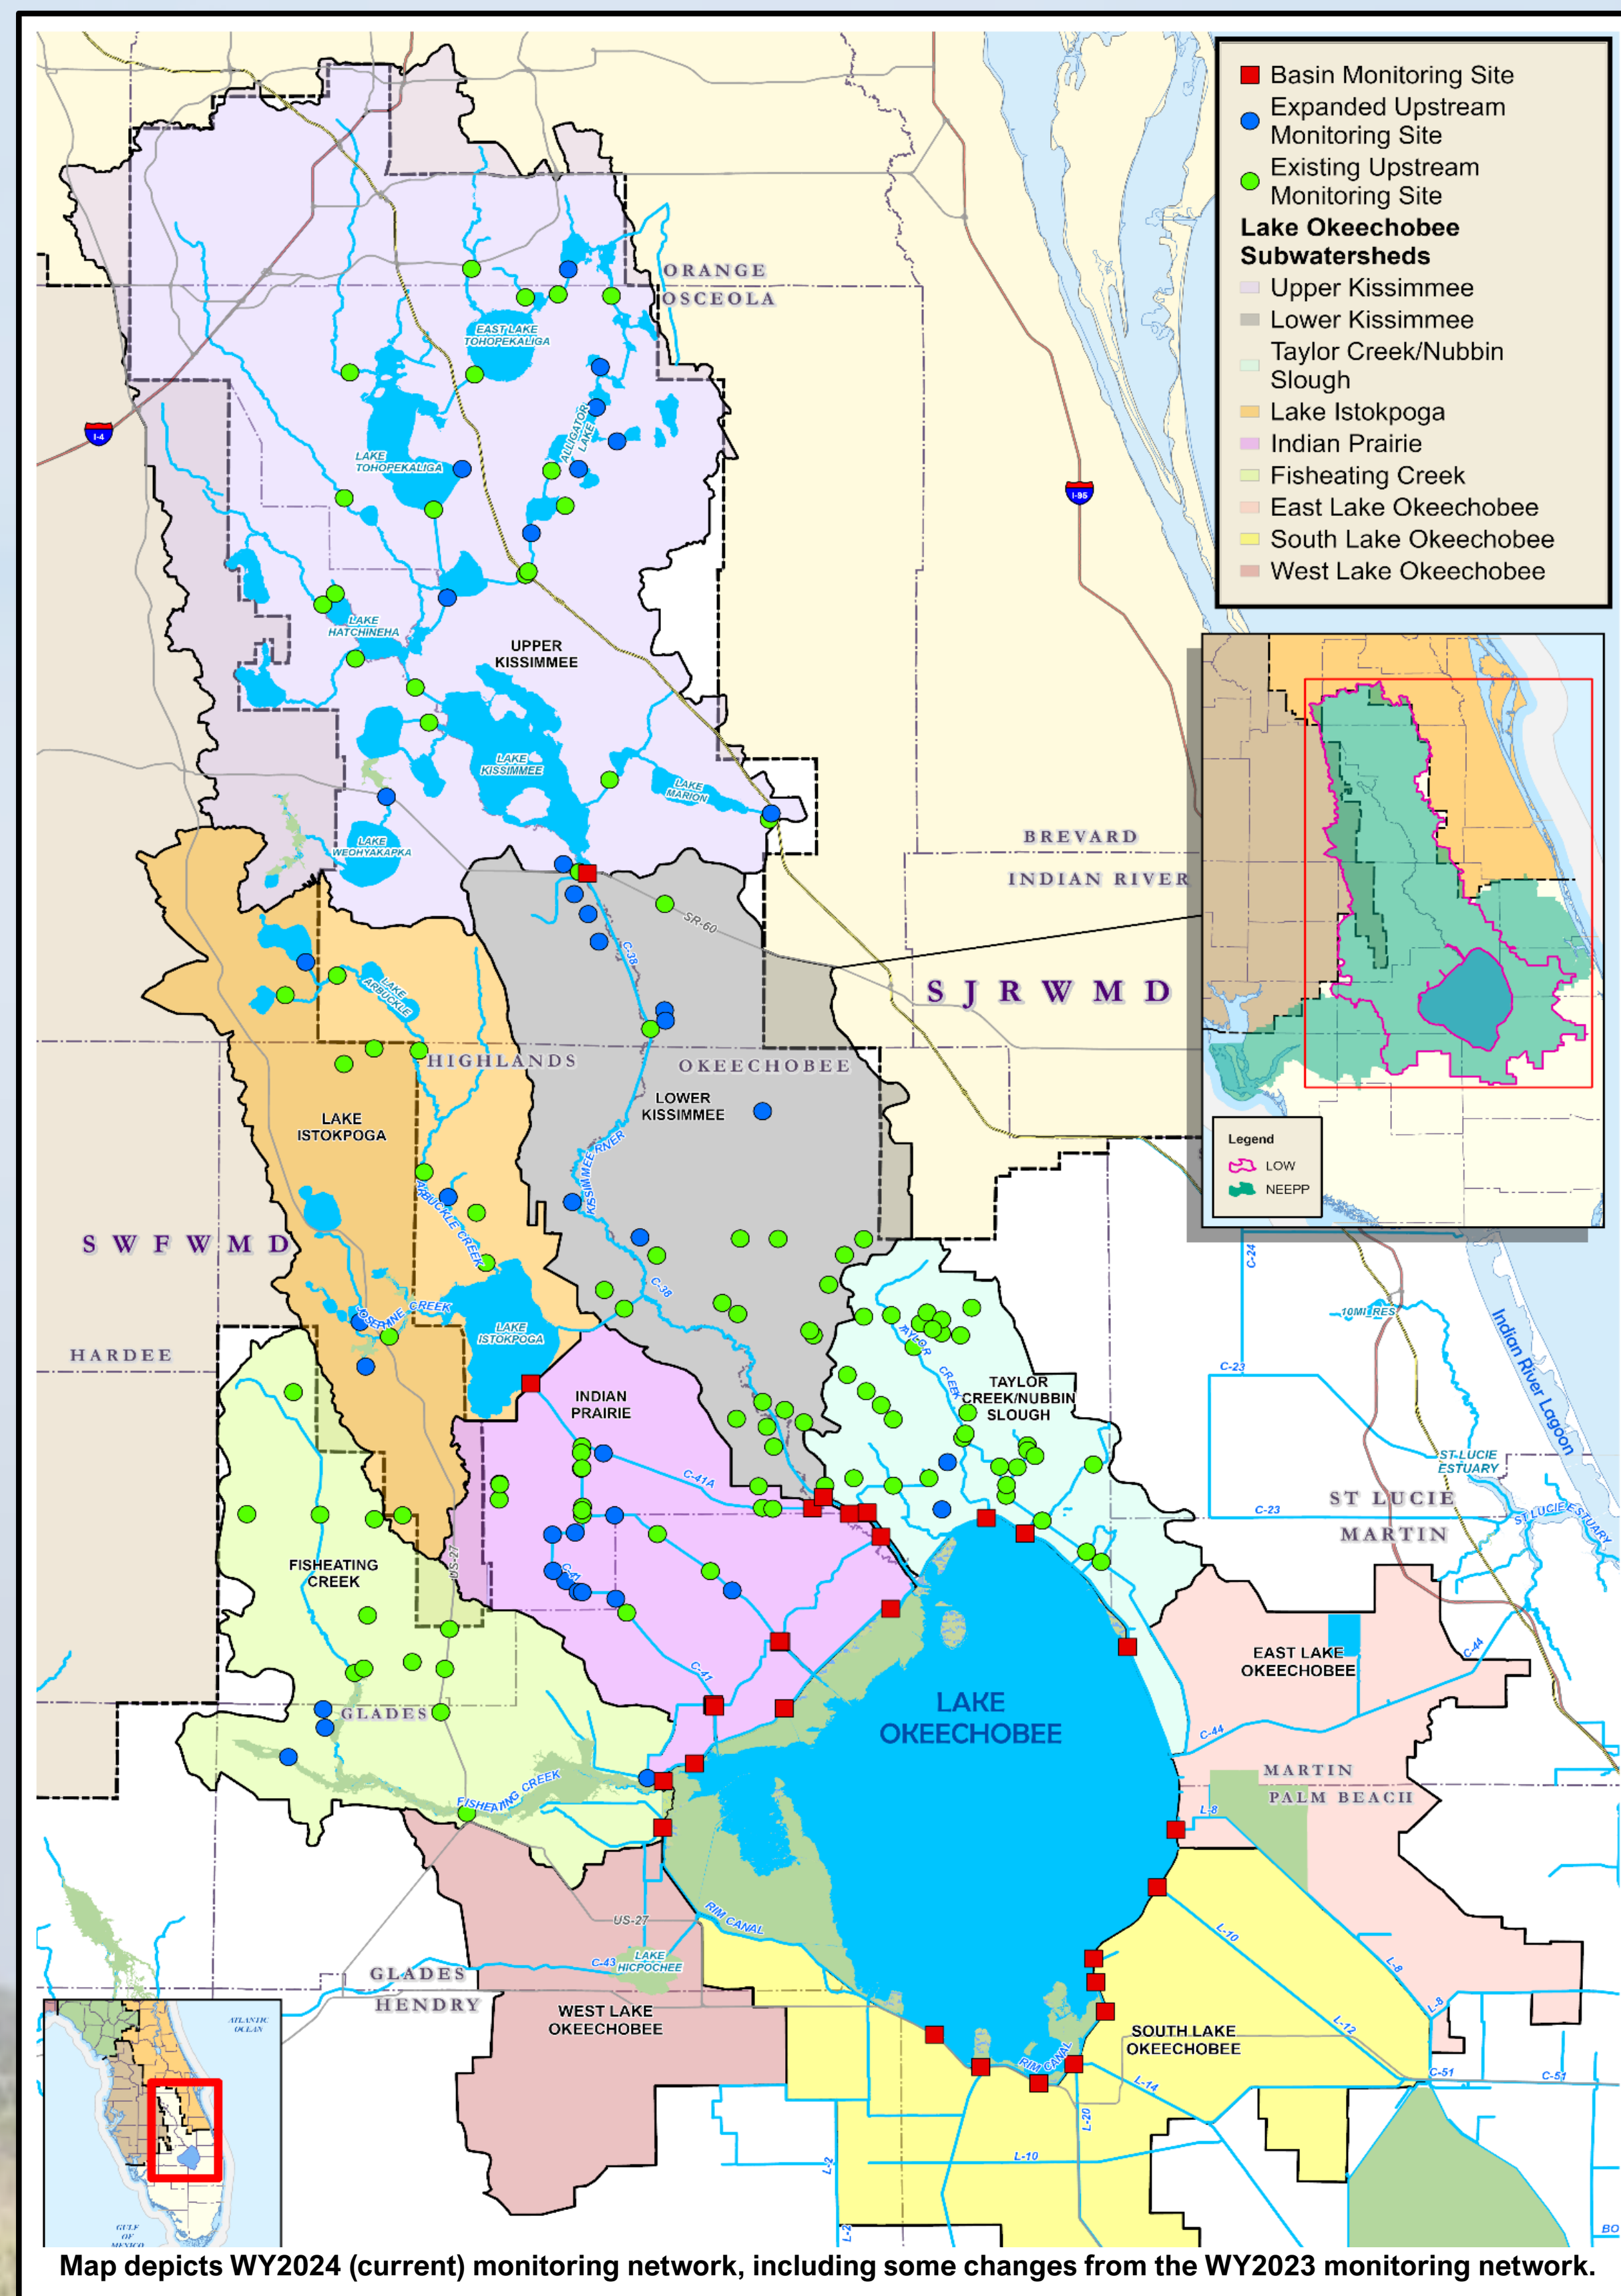 Basin Monitoring Site
Expanded Upstream
Monitoring Site
Existing Upstream
Monitoring Site
Lake Okeechobee
Subwatersheds
Upper Kissimmee
Lower Kissimmee
Taylor Creek/Nubbin
Slough
Lake Istokpoga
Indian Prairie
Fisheating Creek
East Lake Okeechobee
South Lake Okeechobee
West Lake Okeechobee
ORANGE
OSCEOLA
EAST LAKE
TOHOPEKALIGA
I-4
ALLIGATOR
LAKE
LAKE
TOHOPEKALIGA
I-95
LAKE
HATCHINEHA
UPPER
KISSIMMEE
LAKE
KISSIMMEE
LAKE
MARION
LAKE
WEOHYAKAPKA
BREVARD
INDIAN RIVER
SR-60
C-38
LAKE
ARBUCKLE
SJRWMD
HIGHLANDS
OKEECHOBEE
LOWER
KISSIMMEE
LAKE
ISTOKPOGA
Legend
LOW
NEEPP
KISSIMMEE RIVER
ARBUCKLE CREEK
SWFWMD
C-24
C-38
JOSEPHINE CREEK
LAKE
ISTOKPOGA
10MI_RES
Indian River Lagoon
TAYLOR
CREEK
HARDEE
C-23
INDIAN
PRAIRIE
TAYLOR
CREEK/NUBBIN
SLOUGH
ST LUCIE
ESTUARY
C-41A
ST LUCIE
MARTIN
C-23
ST LUCIE ESTUARY
FISHEATING
CREEK
US-27
C-41
EAST LAKE
OKEECHOBEE
C-44
C-41
GLADES
LAKE
OKEECHOBEE
C-44
MARTIN
PALM BEACH
FISHEATING CREEK
L-8
RIM CANAL
US-27
L-10
LAKE
HICPOCHEE
C-43
GLADES
HENDRY
L-8
L-8
WEST LAKE
OKEECHOBEE
L-12
SOUTH LAKE
OKEECHOBEE
RIM CANAL
ATLANTIC
OCEAN
L-14
C-51
C-51
L-20
L-10
L-2
L-2
GULF
OF
MEXICO
BO
Map depicts WY2024 (current) monitoring network, including some changes from the WY2023 monitoring network.